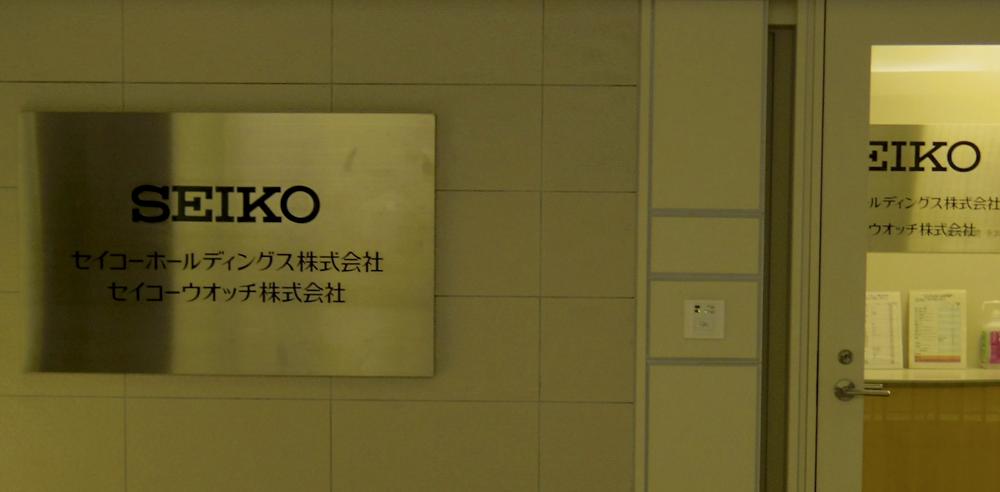 SEIKO
セイコーホールディングス株式会社
セイコーウオッチ株式会社
EIKO
ルディングス株式会社
ウオッチ株式会社